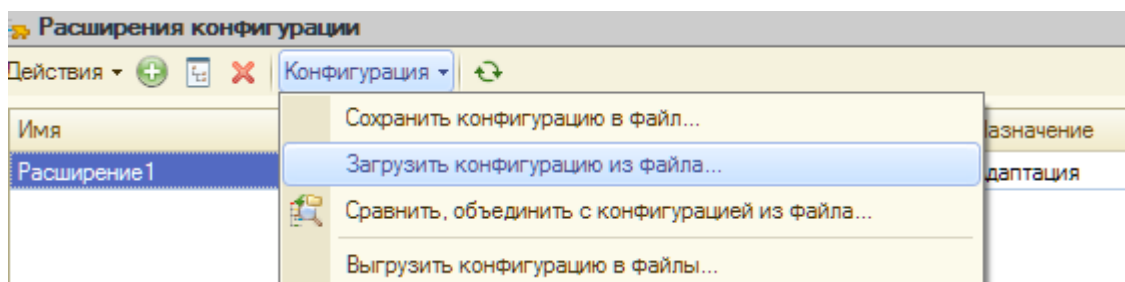 Расширения конфигурации
Действия Конфигурация
Имя
Сохранить конфигурацию в файл...
Назначение
Расширение1
Загрузить конфигурацию из файла...
Адаптация
Сравнить, объединить с конфигурацией из файла...
Выгрузить конфигурацию в файлы...